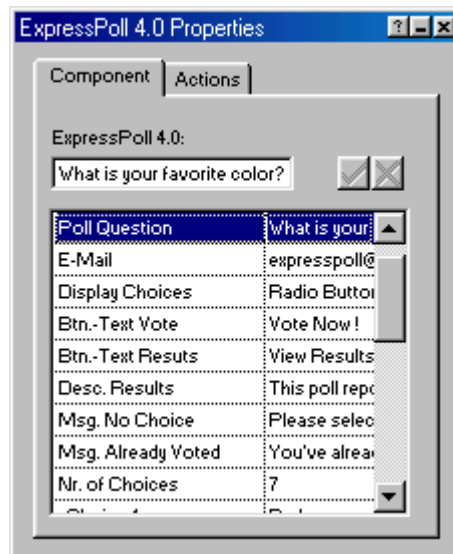 ExpressPoll 4.0 Properties
Component Actions
ExpressPoll 4.0:
What is your favorite color?
Poll Question What is your
E-Mail expresspoll@
Display Choices Radio Butto
Btn.-Text Vote Vote Now !
Btn.-Text Resuts View Results
Desc. Results This poll repo
Msg. No Choice Please selec
Msg. Already Voted You've alrea
Nr. of Choices 7